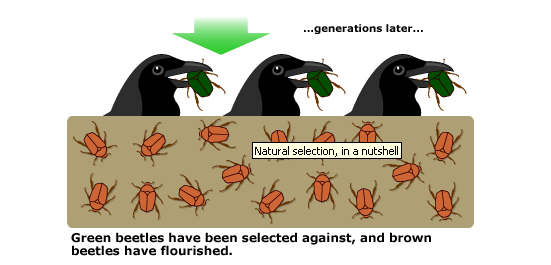 ...generations later...
Natural selection, in a nutshell
Green beetles have been selected against, and brown
beetles have flourished.